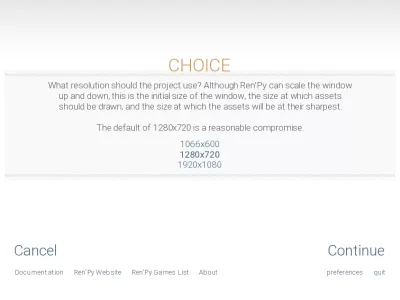 CHOICE
What resolution should the project use? Although Ren'Py can scale the window
up and down, this is the initial size of the window, the size at which assets
should be drawn, and the size at which the assets will be at their sharpest.
The default of 1280x720 is a reasonable compromise.
1066x600
1280x720
1920x1080
Cancel
Continue
Documentation Ren'Py Website Ren'Py Games List About preferences quit